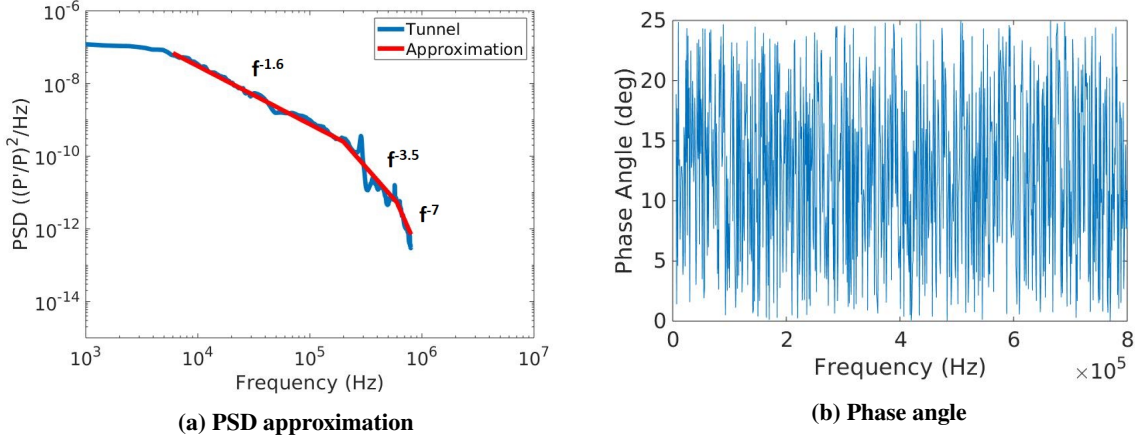 10^-6
10^-8
10^-10
10^-12
10^-14
PSD ((P'/P)^2/Hz)
Tunnel
Approximation
f^-1.6
f^-3.5
f^-7
10^3 10^4 10^5 10^6 10^7
Frequency (Hz)
(a) PSD approximation
25
20
15
10
5
0
Phase Angle (deg)
0 2 4 6 8
×10^5
Frequency (Hz)
(b) Phase angle